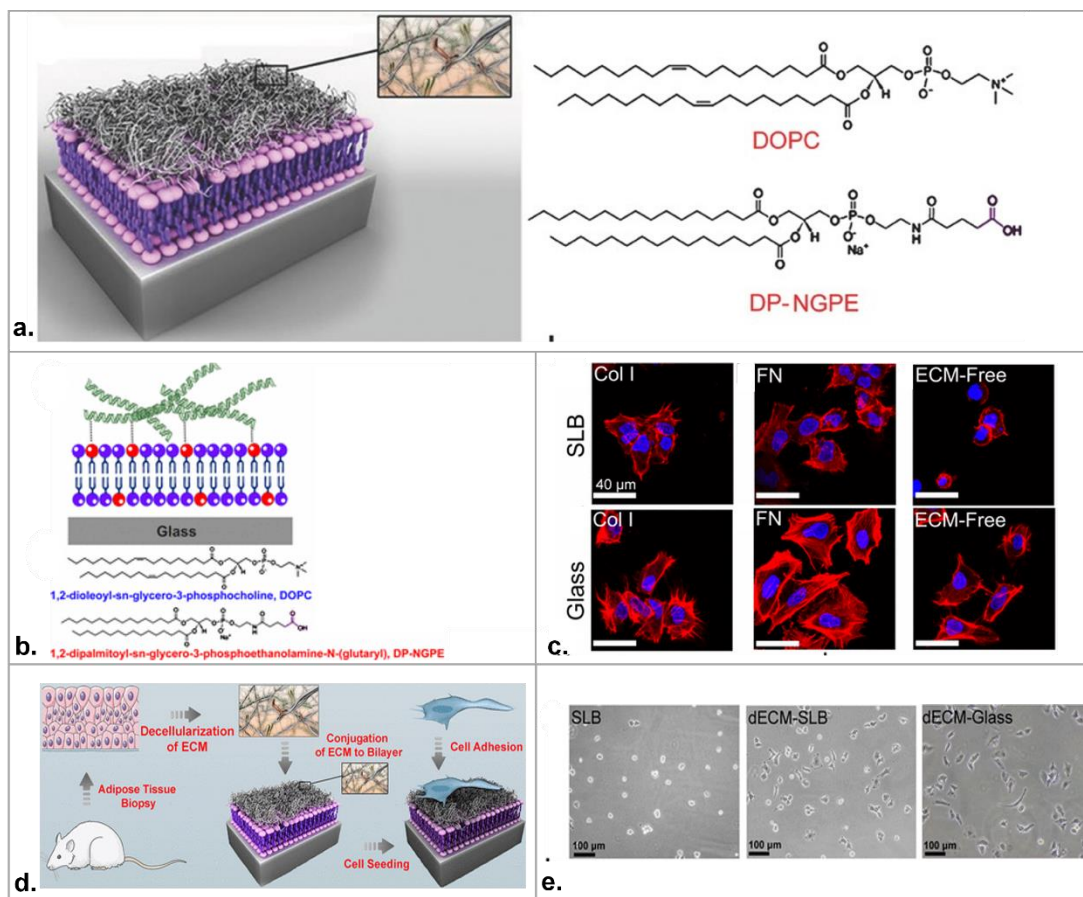 DOPC
DP-NGPE
a.
Glass
1,2-dioleoyl-sn-glycero-3-phosphocholine, DOPC
1,2-dipalmitoyl-sn-glycero-3-phosphoethanolamine-N-(glutaryl), DP-NGPE
b.
Col I
FN
ECM-Free
SLB
40 µm
Col I
FN
ECM-Free
Glass
c.
Decellularization
of ECM
Conjugation
of ECM to Bilayer
Cell Adhesion
Adipose Tissue
Biopsy
Cell Seeding
d.
SLB
dECM-SLB
dECM-Glass
100 µm
100 µm
100 µm
e.